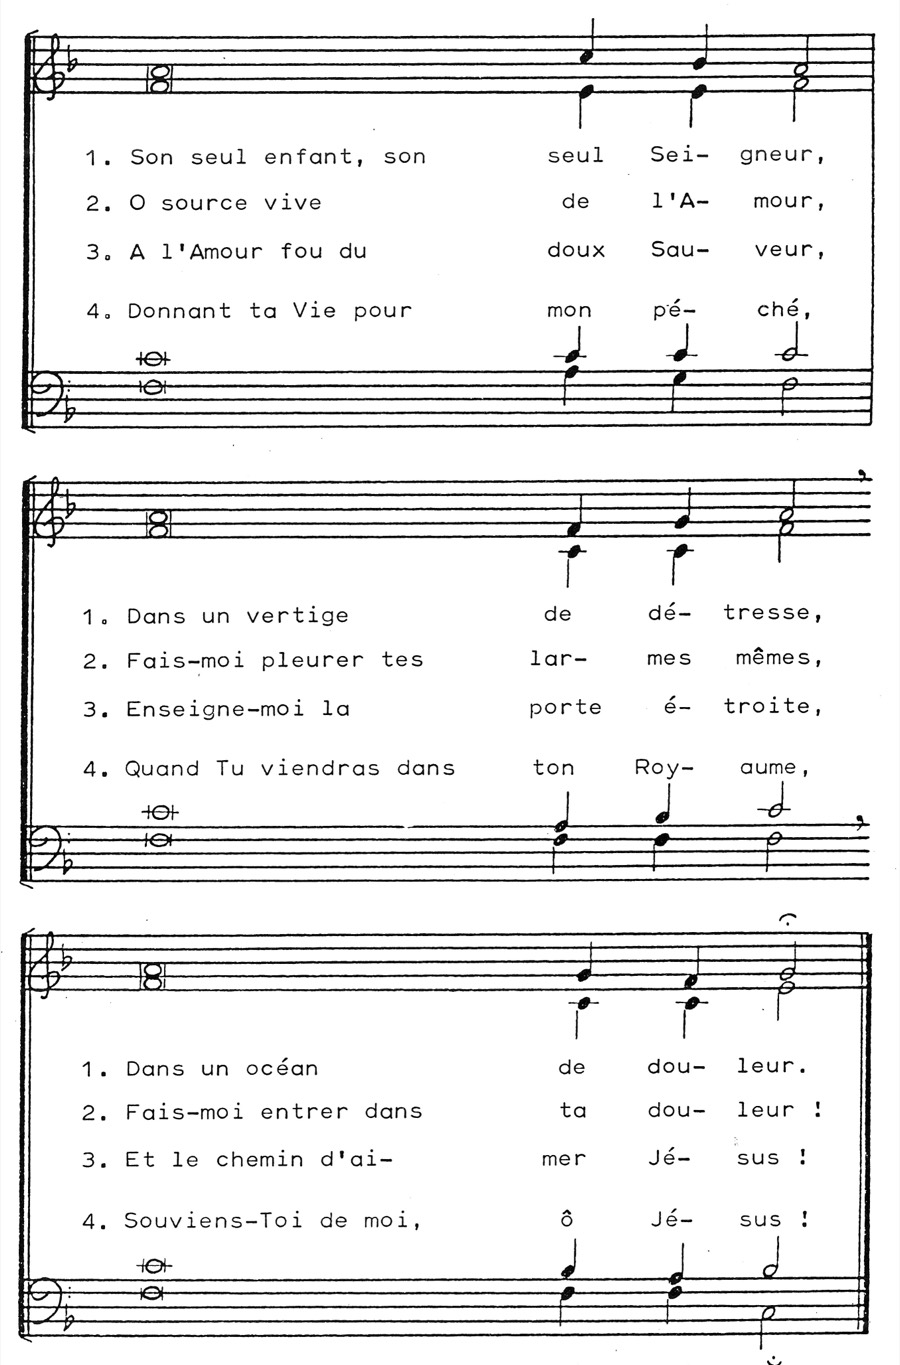 1. Son seul enfant, son seul Sei- gneur,
2. O source vive de l'A- mour,
3. A l'Amour fou du doux Sau- veur,
4. Donnant ta Vie pour mon pé- ché,
1. Dans un vertige de dé- tresse,
2. Fais-moi pleurer tes lar- mes mêmes,
3. Enseigne-moi la porte é- troite,
4. Quand Tu viendras dans ton Roy- aume,
1. Dans un océan de dou- leur.
2. Fais-moi entrer dans ta dou- leur !
3. Et le chemin d'ai- mer Jé- sus !
4. Souviens-Toi de moi, ô Jé- sus !